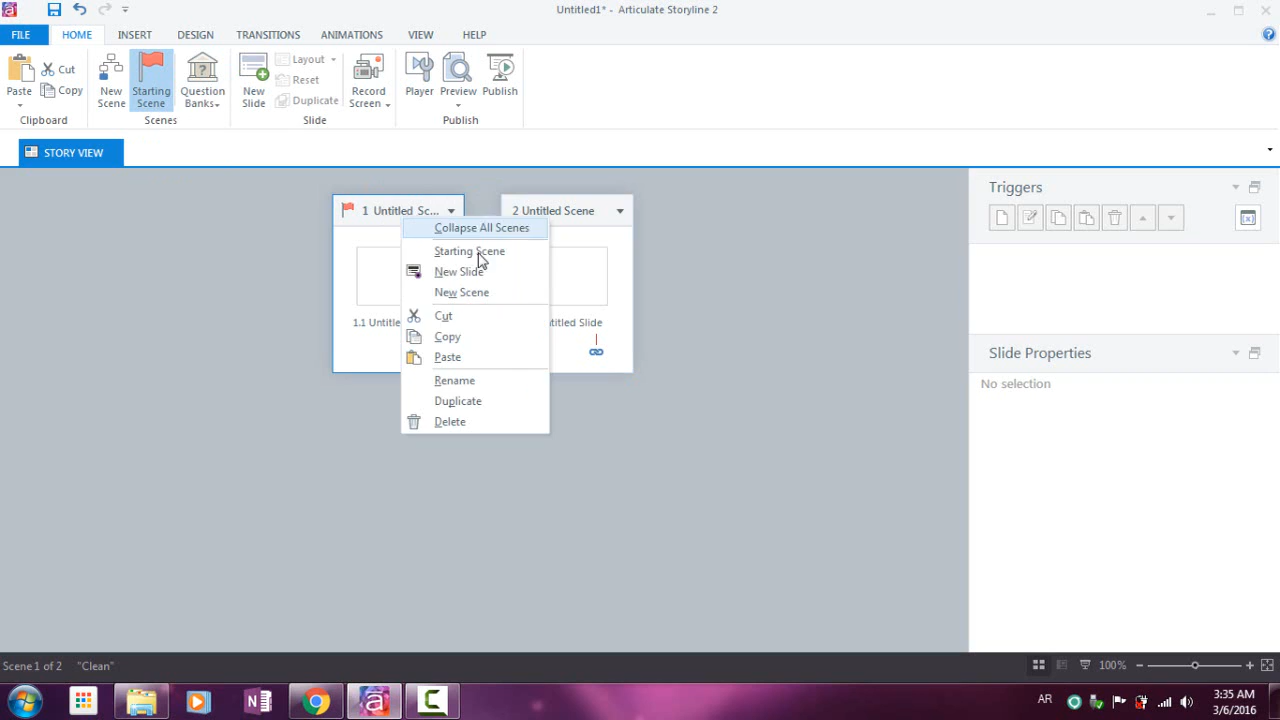 Untitled1* - Articulate Storyline 2
FILE HOME INSERT DESIGN TRANSITIONS ANIMATIONS VIEW HELP
Paste
Cut
Copy
Clipboard
New Scene
Starting Scene
Question Banks
Scenes
New Slide
Layout
Reset
Duplicate
Slide
Record Screen
Player
Preview
Publish
Publish
STORY VIEW
1 Untitled Sc...
2 Untitled Scene
Collapse All Scenes
Starting Scene
New Slide
New Scene
Cut
Copy
Paste
Rename
Duplicate
Delete
1.1 Untitle
ntitled Slide
Triggers
Slide Properties
No selection
Scene 1 of 2 "Clean"
100%
AR
3:35 AM
3/6/2016